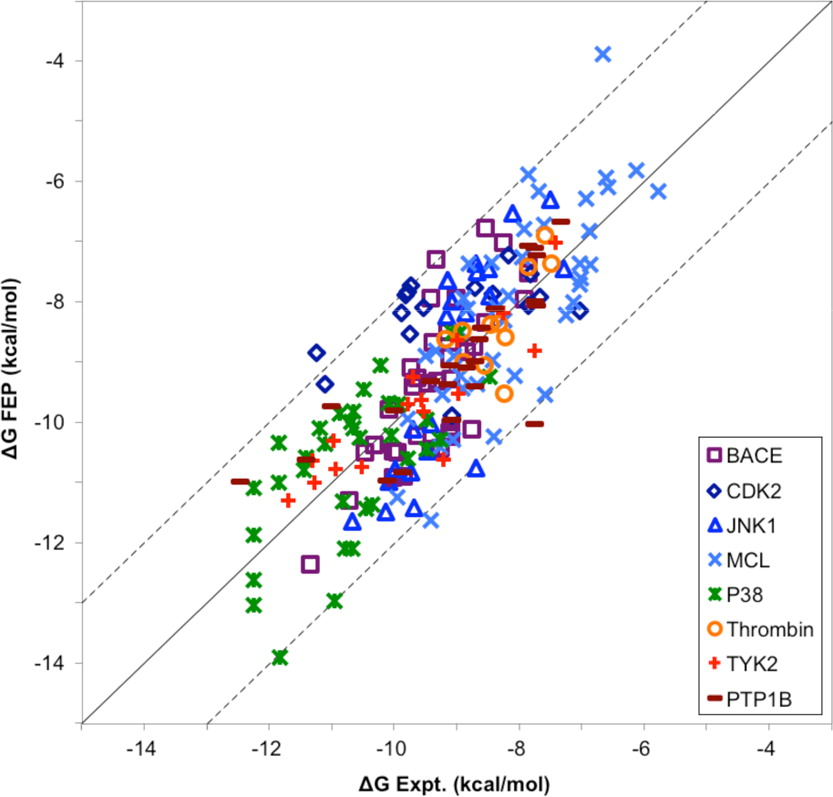 ΔG FEP (kcal/mol)
-4
-6
-8
-10
-12
-14
BACE
CDK2
JNK1
MCL
P38
Thrombin
TYK2
PTP1B
-14 -12 -10 -8 -6 -4
ΔG Expt. (kcal/mol)